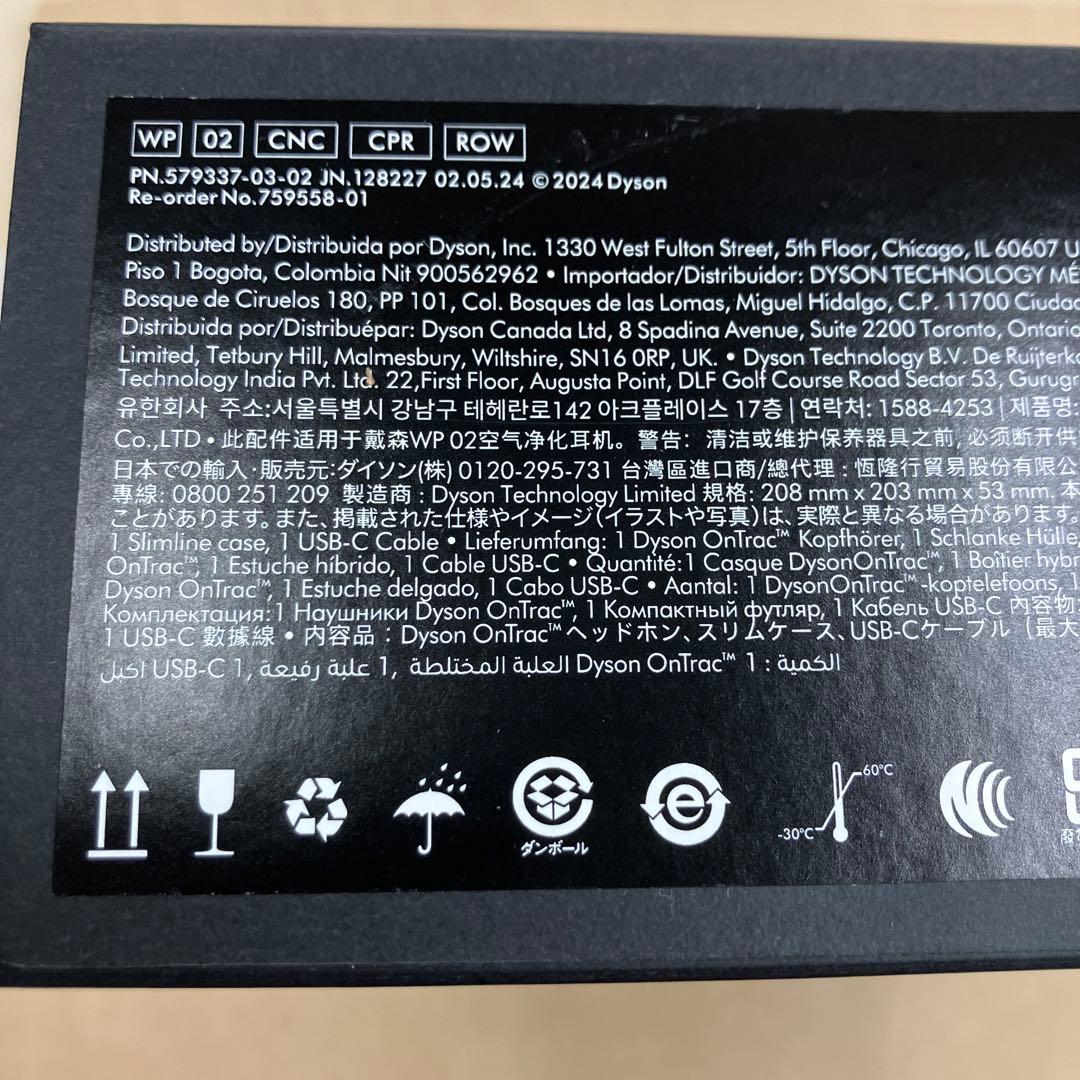 WP 02 CNC CPR ROW
PN.579337-03-02 JN.128227 02.05.24 ©2024 Dyson
Re-order No.759558-01
Distributed by/Distribuida por Dyson, Inc. 1330 West Fulton Street, 5th Floor, Chicago, IL 60607 U
Piso 1 Bogota, Colombia Nit 900562962 • Importador/Distribuidor: DYSON TECHNOLOGY MÉ
Bosque de Ciruelos 180, PP 101, Col. Bosques de las Lomas, Miguel Hidalgo, C.P. 11700 Ciudad
Distribuida por/Distribuépar: Dyson Canada Ltd, 8 Spadina Avenue, Suite 2200 Toronto, Ontario
Limited, Tetbury Hill, Malmesbury, Wiltshire, SN16 0RP, UK. • Dyson Technology B.V. De Ruijterka
Technology India Pvt. Ltd. 22,First Floor, Augusta Point, DLF Golf Course Road Sector 53, Gurugr
유한회사 주소:서울특별시 강남구 테헤란로142 아크플레이스 17층 | 연락처: 1588-4253 | 제품명:
Co.,LTD • 此配件适用于戴森WP 02空气净化耳机。警告: 清洁或维护保养器具之前, 必须断开供
日本での輸入･販売元:ダイソン(株) 0120-295-731 台灣區進口商/總代理 : 恆隆行貿易股份有限公
專線: 0800 251 209 製造商 : Dyson Technology Limited 規格: 208 mm x 203 mm x 53 mm. 本
ことがあります。また、掲載された仕様やイメージ(イラストや写真)は、実際と異なる場合があります。
1 Slimline case, 1 USB-C Cable • Lieferumfang: 1 Dyson OnTrac™ Kopfhörer, 1 Schlanke Hülle,
OnTrac™, 1 Estuche híbrido, 1 Cable USB-C • Quantité:1 Casque DysonOnTrac™, 1 Boîtier hybr
Dyson OnTrac™, 1 Estuche delgado, 1 Cabo USB-C • Aantal: 1 DysonOnTrac™-koptelefoons, 1
Комплектация:1 Наушники Dyson OnTrac™, 1 Компактный футляр, 1 Кабель USB-C 內容物:
1 USB-C 數據線 • 内容品 : Dyson OnTrac™ヘッドホン、スリムケース、USB-Cケーブル (最大
الكمية : 1 Dyson OnTrac™ العلبة المختلطة ,1 علبة رفيعة ,1 USB-C اكبل
60°C
-30°C
ダンボール